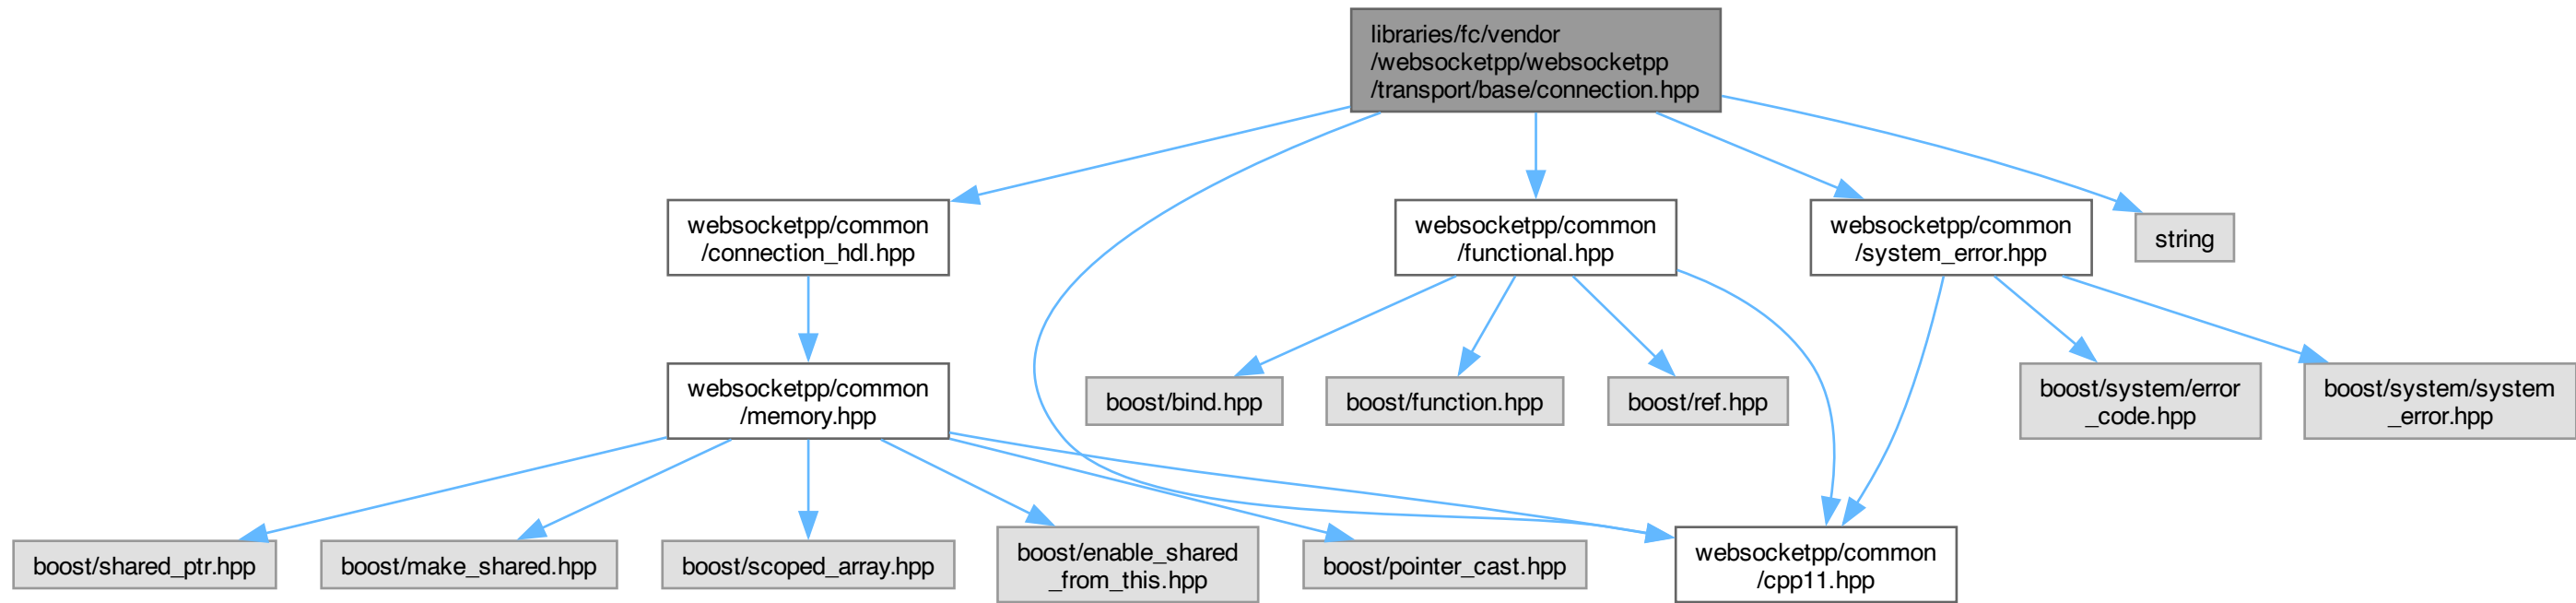 libraries/fc/vendor
/websocketpp/websocketpp
/transport/base/connection.hpp
websocketpp/common
/connection_hdl.hpp
websocketpp/common
/functional.hpp
websocketpp/common
/system_error.hpp
string
websocketpp/common
/memory.hpp
boost/bind.hpp
boost/function.hpp
boost/ref.hpp
boost/system/error
_code.hpp
boost/system/system
_error.hpp
boost/shared_ptr.hpp
boost/make_shared.hpp
boost/scoped_array.hpp
boost/enable_shared
_from_this.hpp
boost/pointer_cast.hpp
websocketpp/common
/cpp11.hpp